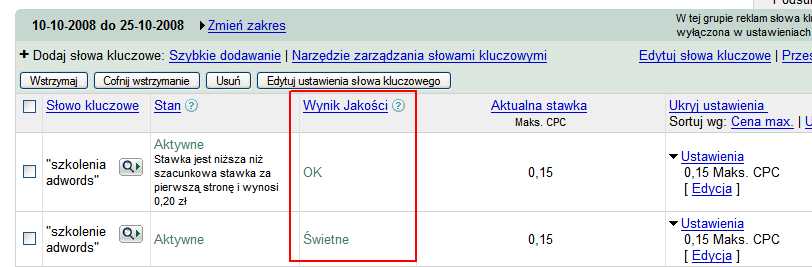 10-10-2008 do 25-10-2008 Zmień zakres
W tej grupie reklam słowa
wyłączona w ustawieniach
+ Dodaj słowa kluczowe: Szybkie dodawanie | Narzędzie zarządzania słowami kluczowymi Edytuj słowa kluczowe |
Wstrzymaj Cofnij wstrzymanie Usuń Edytuj ustawienia słowa kluczowego
Słowo kluczowe Stan ? Wynik Jakości ? Aktualna stawka Ukryj ustawienia
Maks. CPC Sortuj wg: Cena max. |
Aktywne
"szkolenia adwords" Stawka jest niższa niż OK 0,15 Ustawienia
szacunkowa stawka za 0,15 Maks. CPC
pierwszą stronę i wynosi [ Edycja ]
0,20 zł
"szkolenie adwords" Aktywne Świetne 0,15 Ustawienia
0,15 Maks. CPC
[ Edycja ]